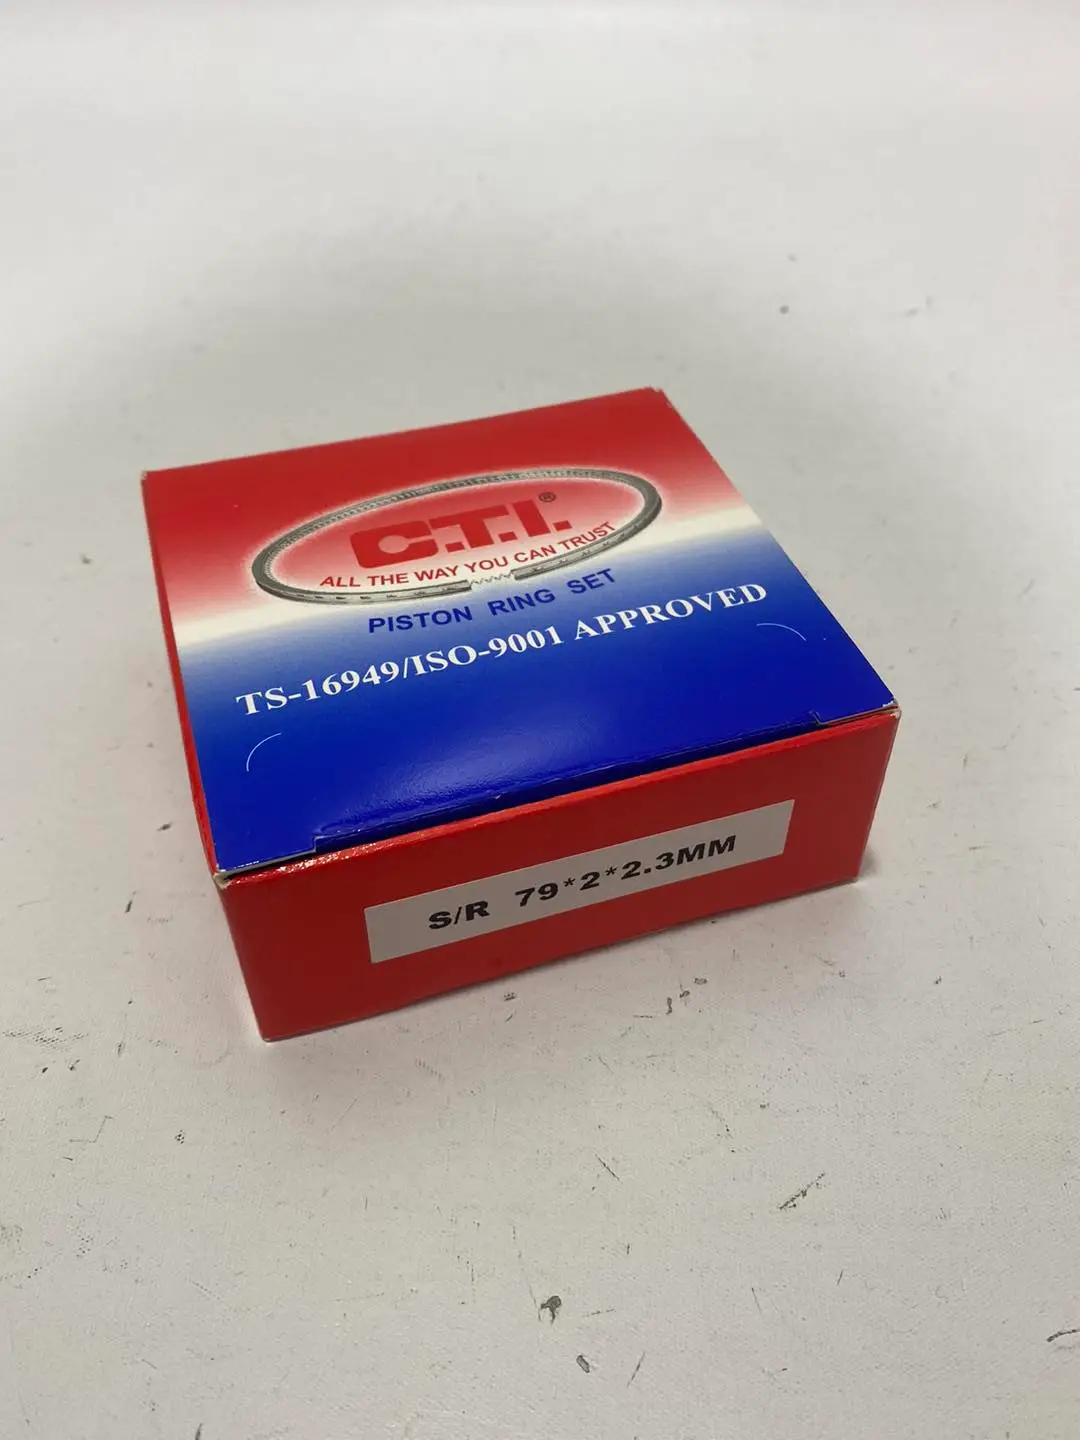 C.T.I.®
ALL THE WAY YOU CAN TRUST
PISTON RING SET
TS-16949/ISO-9001 APPROVED
S/R 79*2*2.3MM